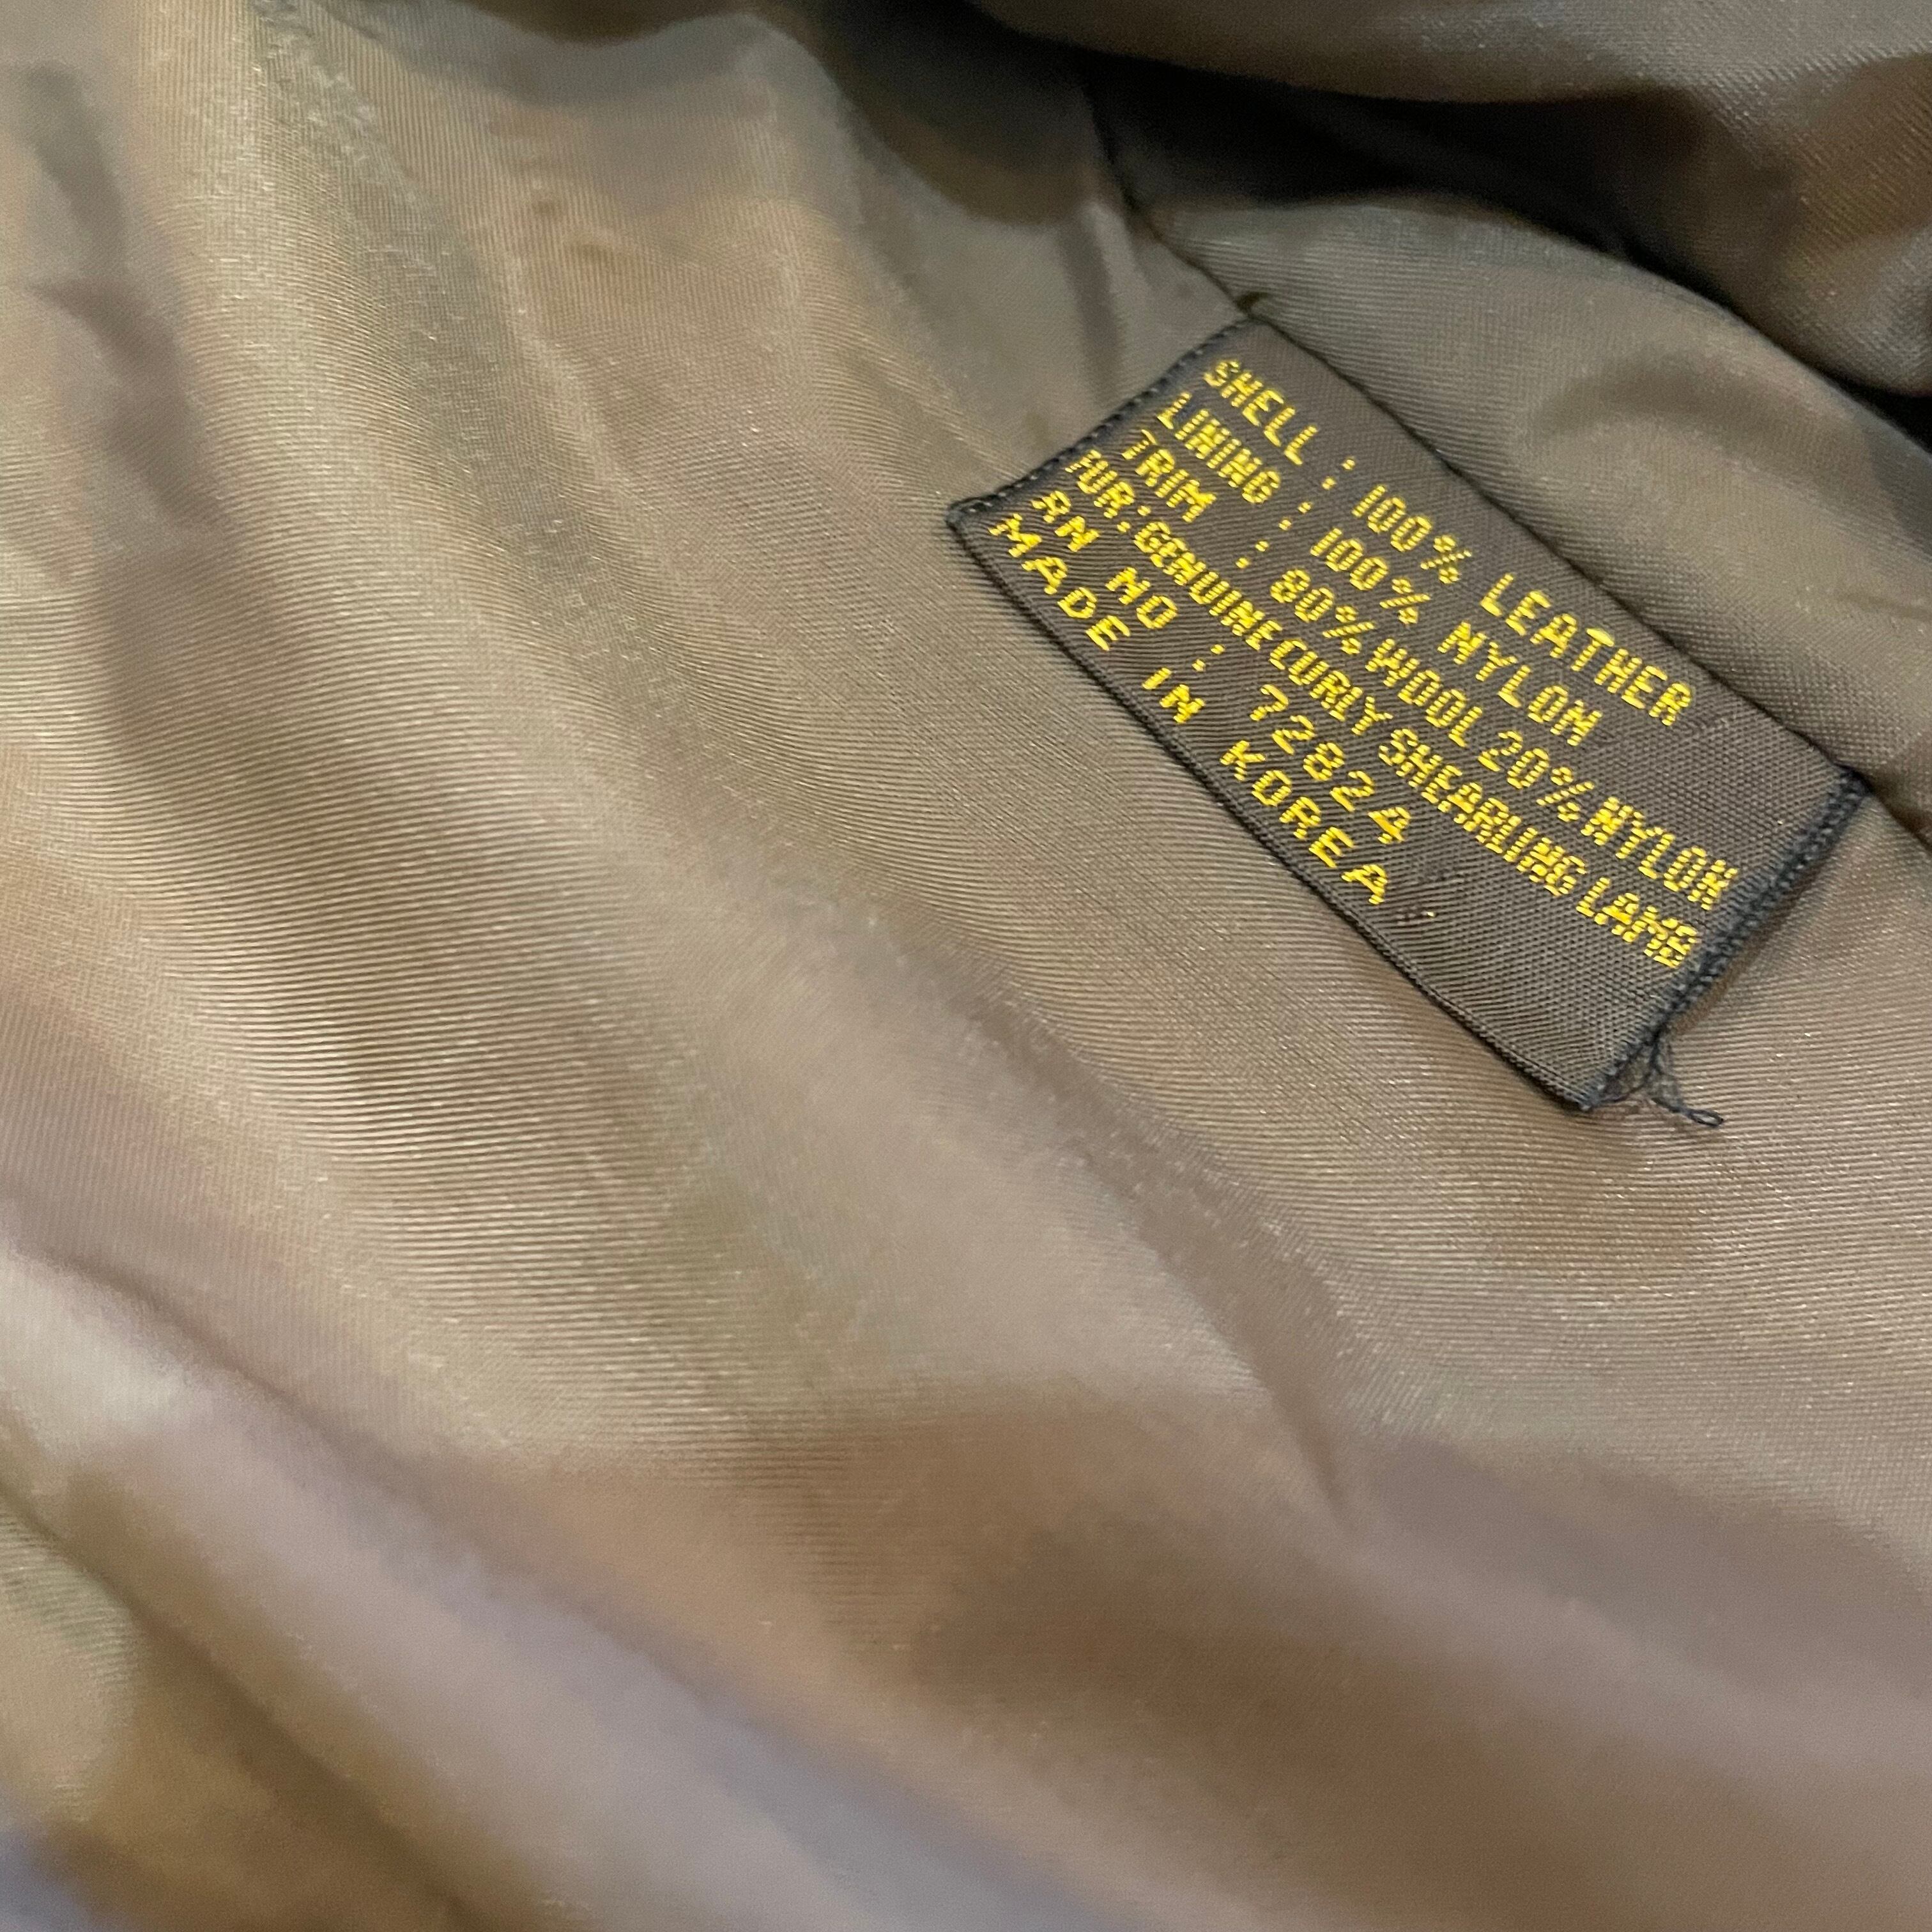 SHELL : 100% LEATHER
LINING : 100% NYLON
TRIM : 80% WOOL 20% NYLON
FUR: GENUINE CURLY SHEARLING LAMB
RN NO : 72824
MADE IN KOREA